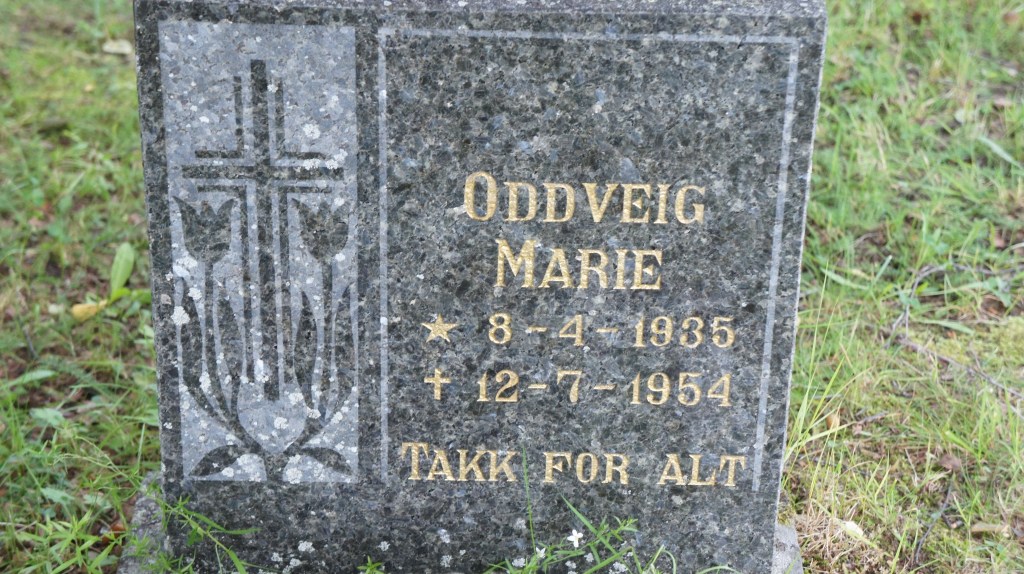 ODDVEIG
MARIE
★ 8-4-1935
✝ 12-7-1954
TAKK FOR ALT